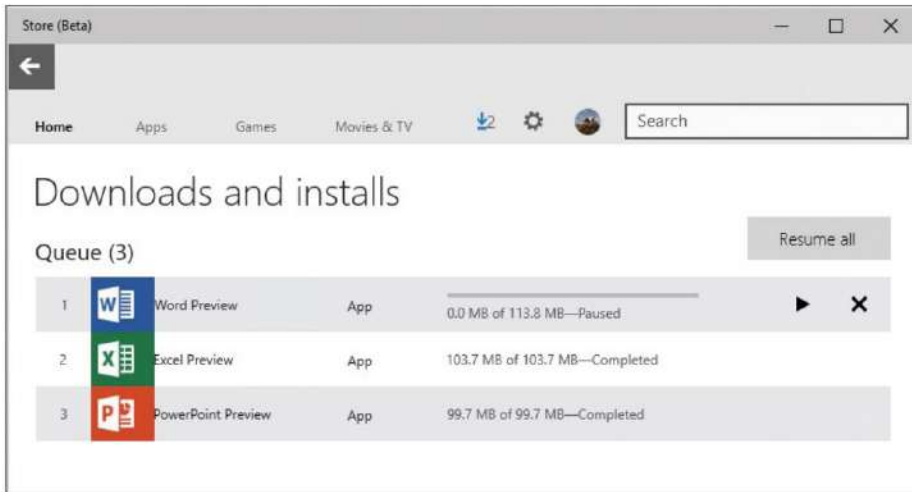 Store (Beta)
Home Apps Games Movies & TV 2 Search
Downloads and installs
Resume all
Queue (3)
1 Word Preview App 0.0 MB of 113.8 MB—Paused
2 Excel Preview App 103.7 MB of 103.7 MB—Completed
3 PowerPoint Preview App 99.7 MB of 99.7 MB—Completed